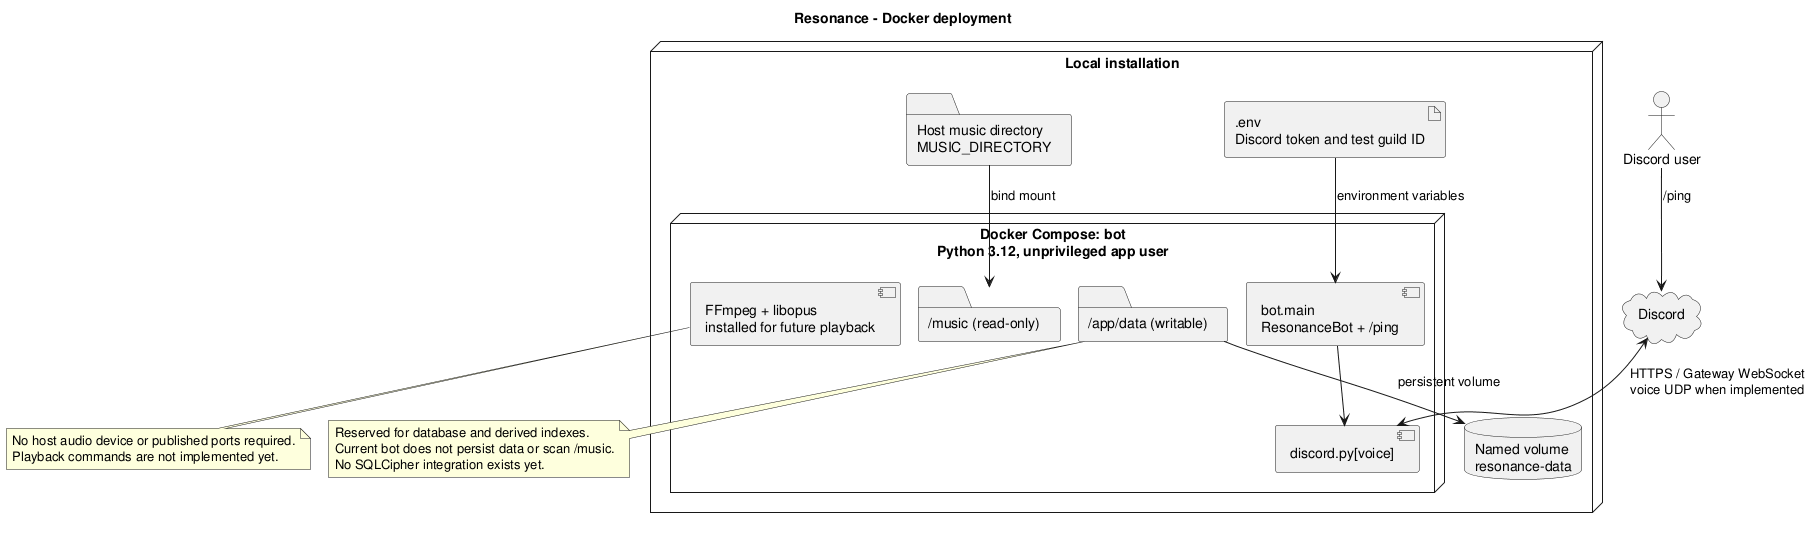 Resonance - Docker deployment
Local installation
Host music directory
MUSIC_DIRECTORY
.env
Discord token and test guild ID
Discord user
bind mount
environment variables
/ping
Docker Compose: bot
Python 3.12, unprivileged app user
FFmpeg + libopus
installed for future playback
/music (read-only)
/app/data (writable)
bot.main
ResonanceBot + /ping
Discord
persistent volume
HTTPS / Gateway WebSocket
voice UDP when implemented
No host audio device or published ports required.
Playback commands are not implemented yet.
Reserved for database and derived indexes.
Current bot does not persist data or scan /music.
No SQLCipher integration exists yet.
discord.py[voice]
Named volume
resonance-data